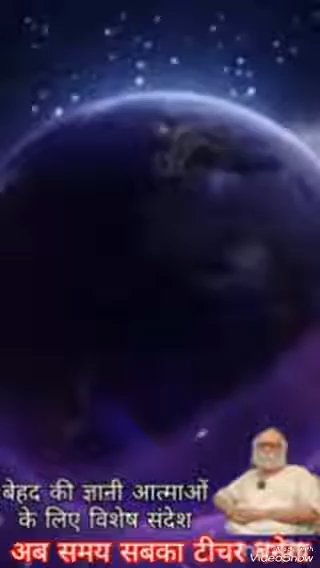 बेहद की ज्ञानी आत्माओं
के लिए विशेष संदेश
अब समय सबका टीचर
VideoShow